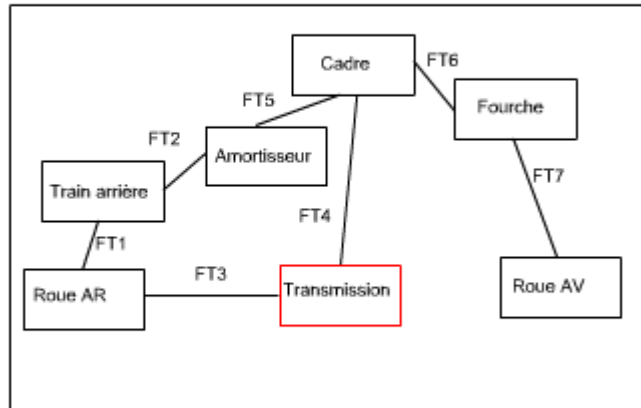 Cadre
FT6
Fourche
FT5
FT2
Amortisseur
Train arrière
FT7
FT4
FT1
FT3
Roue AR
Transmission
Roue AV